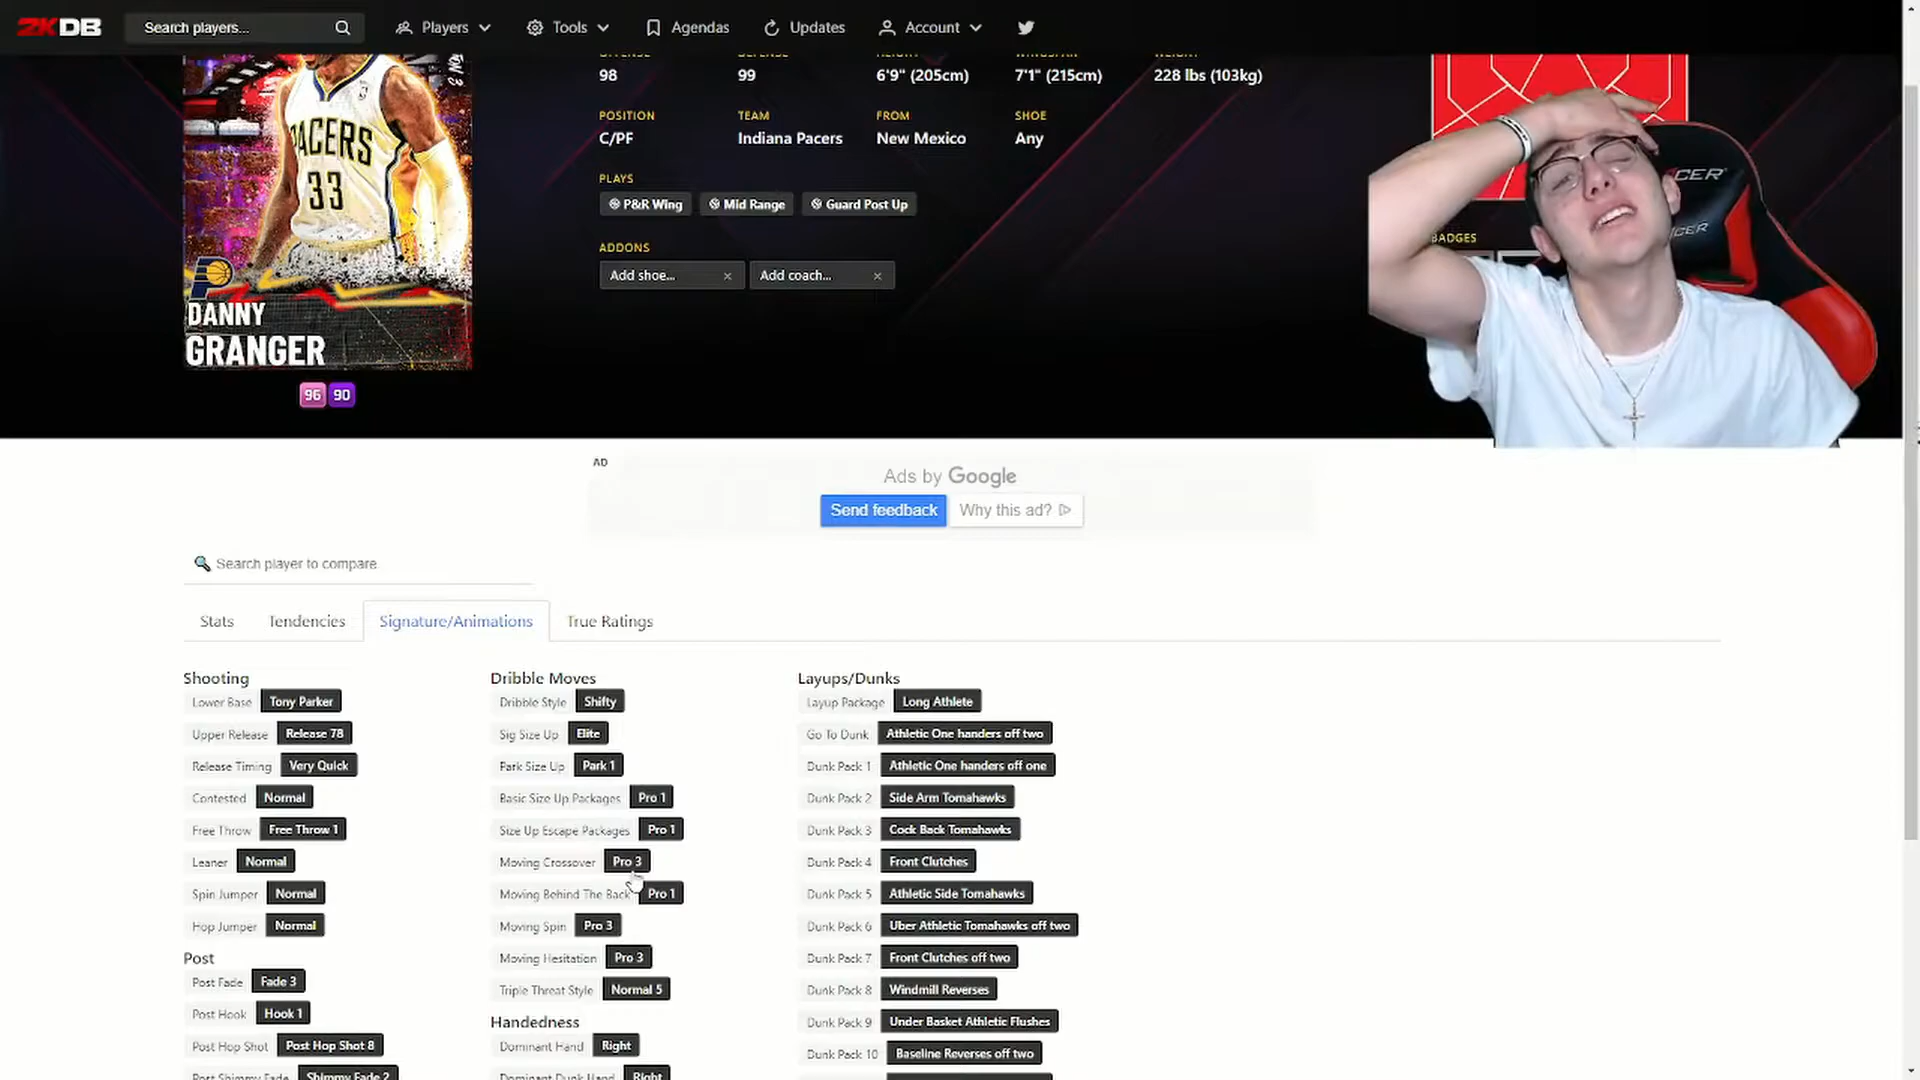 2KDB
Search players...
Players
Tools
Agendas
Updates
Account
98
99
6'9" (205cm)
7'1" (215cm)
228 lbs (103kg)
POSITION
TEAM
FROM
SHOE
C/PF
Indiana Pacers
New Mexico
Any
PLAYS
P&R Wing
Mid Range
Guard Post Up
ADDONS
Add shoe... ×
Add coach... ×
BADGES
PACERS
33
DANNY
GRANGER
96 90
AD
Ads by Google
Send feedback
Why this ad?
Search player to compare
Stats
Tendencies
Signature/Animations
True Ratings
Shooting
Lower Base Tony Parker
Upper Release Release 78
Release Timing Very Quick
Contested Normal
Free Throw Free Throw 1
Leaner Normal
Spin Jumper Normal
Hop Jumper Normal
Post
Post Fade Fade 3
Post Hook Hook 1
Post Hop Shot Post Hop Shot 8
Post Shimmy Fade Shimmy Fade 2
Dribble Moves
Dribble Style Shifty
Sig Size Up Elite
Park Size Up Park 1
Basic Size Up Packages Pro 1
Size Up Escape Packages Pro 1
Moving Crossover Pro 3
Moving Behind The Back Pro 1
Moving Spin Pro 3
Moving Hesitation Pro 3
Triple Threat Style Normal 5
Handedness
Dominant Hand Right
Dominant Dunk Hand Right
Layups/Dunks
Layup Package Long Athlete
Go To Dunk Athletic One handers off two
Dunk Pack 1 Athletic One handers off one
Dunk Pack 2 Side Arm Tomahawks
Dunk Pack 3 Cock Back Tomahawks
Dunk Pack 4 Front Clutches
Dunk Pack 5 Athletic Side Tomahawks
Dunk Pack 6 Uber Athletic Tomahawks off two
Dunk Pack 7 Front Clutches off two
Dunk Pack 8 Windmill Reverses
Dunk Pack 9 Under Basket Athletic Flushes
Dunk Pack 10 Baseline Reverses off two